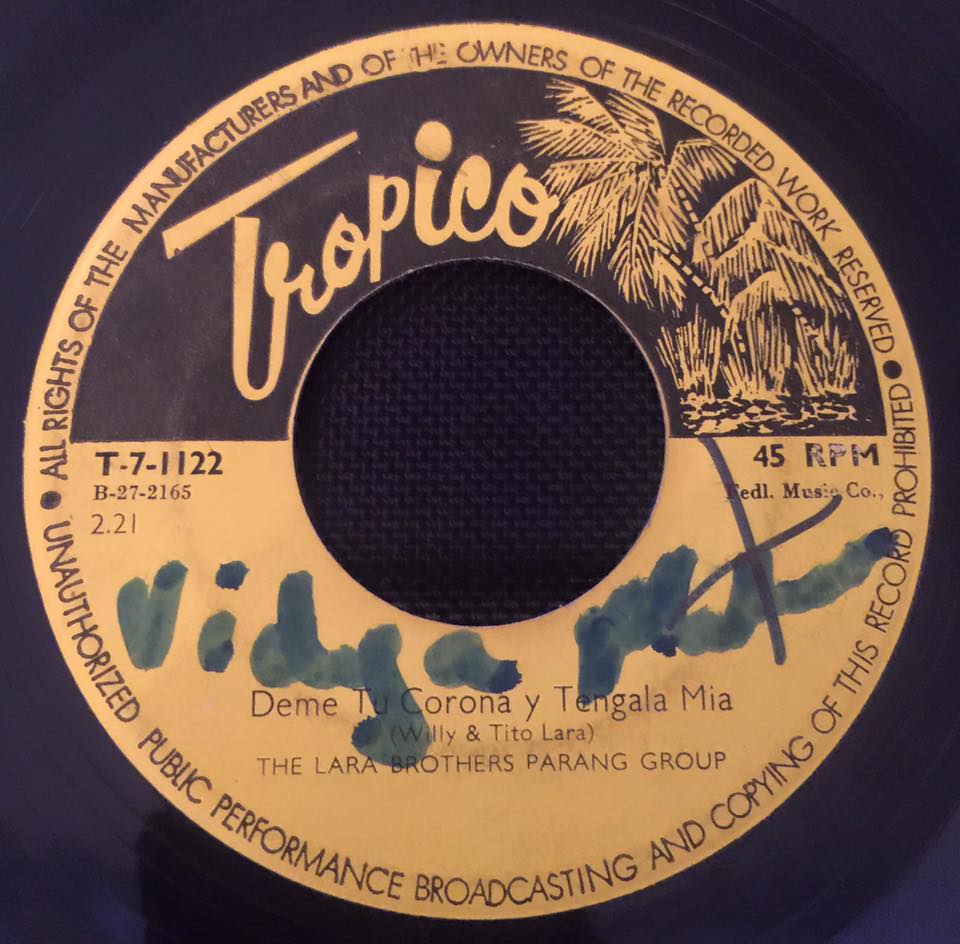 ALL RIGHTS OF THE MANUFACTURERS AND OF THE OWNERS OF THE RECORDED WORK RESERVED
Tropico
T-7-1122
45 RPM
B-27-2165
Fedl. Music Co.,
2.21
Vidya
Deme Tu Corona y Tengala Mia
(Willy & Tito Lara)
THE LARA BROTHERS PARANG GROUP
UNAUTHORIZED PUBLIC PERFORMANCE BROADCASTING AND COPYING OF THIS RECORD PROHIBITED